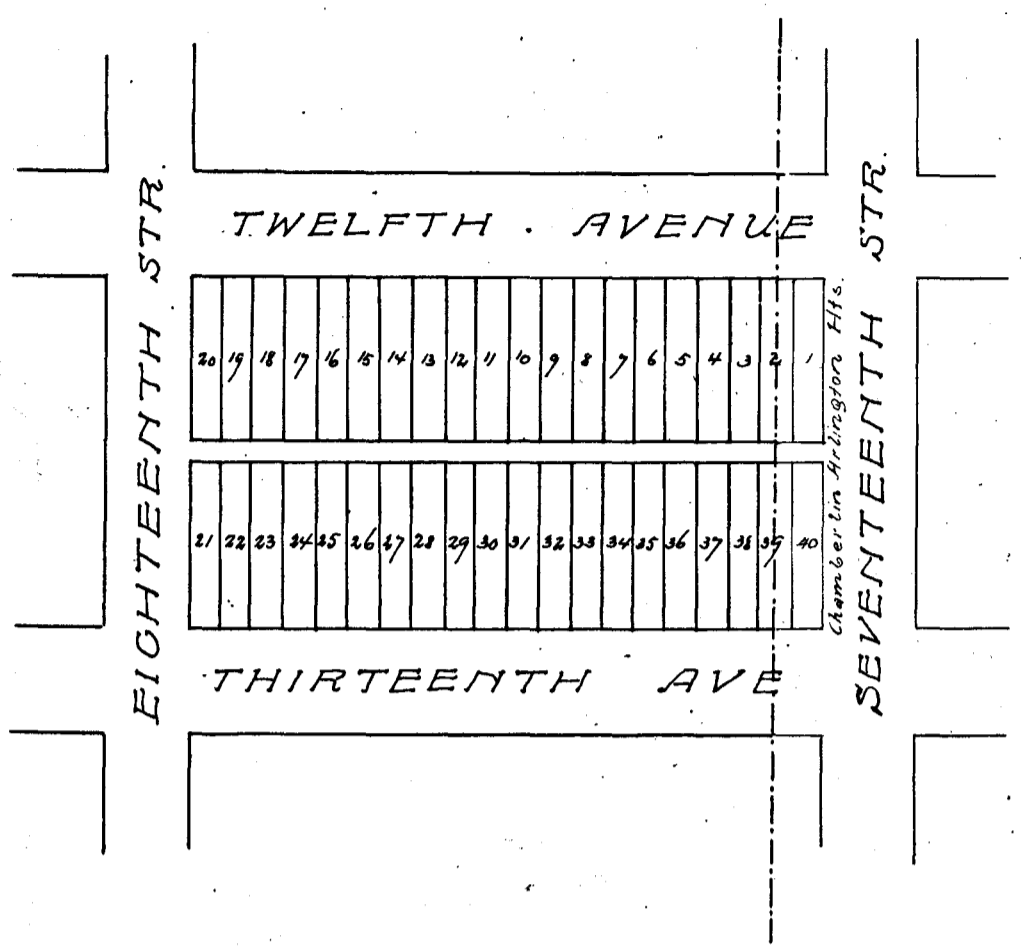 TWELFTH . AVENUE
EIGHTEENTH STR.
SEVENTEENTH STR.
Chamberlin Arlington Hts.
20 19 18 17 16 15 14 13 12 11 10 9 8 7 6 5 4 3 2 1
21 22 23 24 25 26 27 28 29 30 31 32 33 34 35 36 37 38 39 40
THIRTEENTH AVE